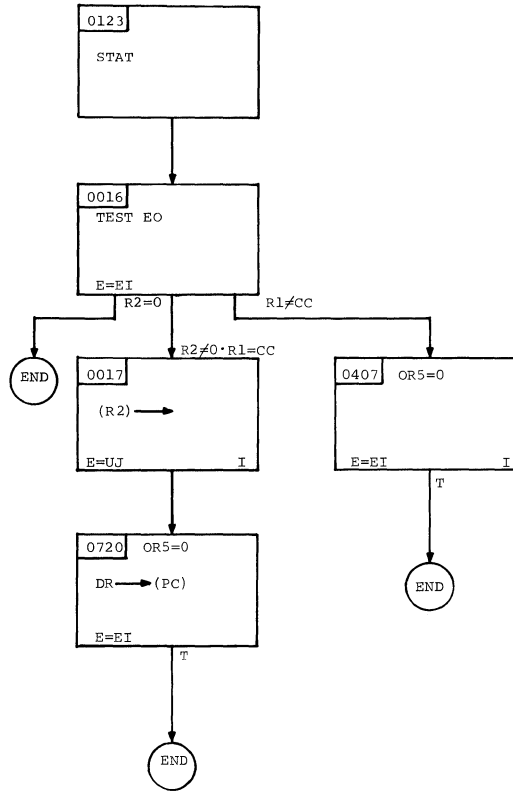 0123
STAT
0016
TEST EO
E=EI
R2=0
R1≠CC
R2≠0·R1=CC
END
0017
(R2)
E=UJ I
0407 OR5=0
E=EI I
T
END
0720 OR5=0
DR (PC)
E=EI
T
END